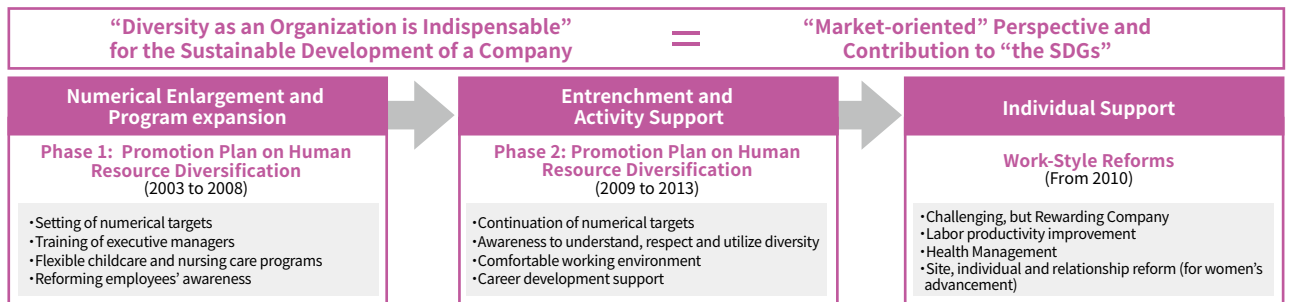 “Diversity as an Organization is Indispensable”
for the Sustainable Development of a Company
=
“Market-oriented” Perspective and
Contribution to “the SDGs”
Numerical Enlargement and
Program expansion
Phase 1: Promotion Plan on Human
Resource Diversification
(2003 to 2008)
・Setting of numerical targets
・Training of executive managers
・Flexible childcare and nursing care programs
・Reforming employees’ awareness
Entrenchment and
Activity Support
Phase 2: Promotion Plan on Human
Resource Diversification
(2009 to 2013)
・Continuation of numerical targets
・Awareness to understand, respect and utilize diversity
・Comfortable working environment
・Career development support
Individual Support
Work-Style Reforms
(From 2010)
・Challenging, but Rewarding Company
・Labor productivity improvement
・Health Management
・Site, individual and relationship reform (for women’s
advancement)